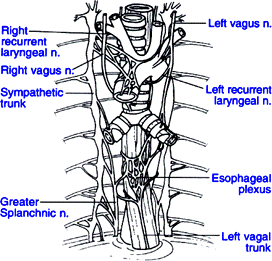 Right
recurrent
laryngeal n.
Right vagus n.
Sympathetic
trunk
Greater
Splanchnic n.
Left vagus n.
Left recurrent
laryngeal n.
Esophageal
plexus
Left vagal
trunk